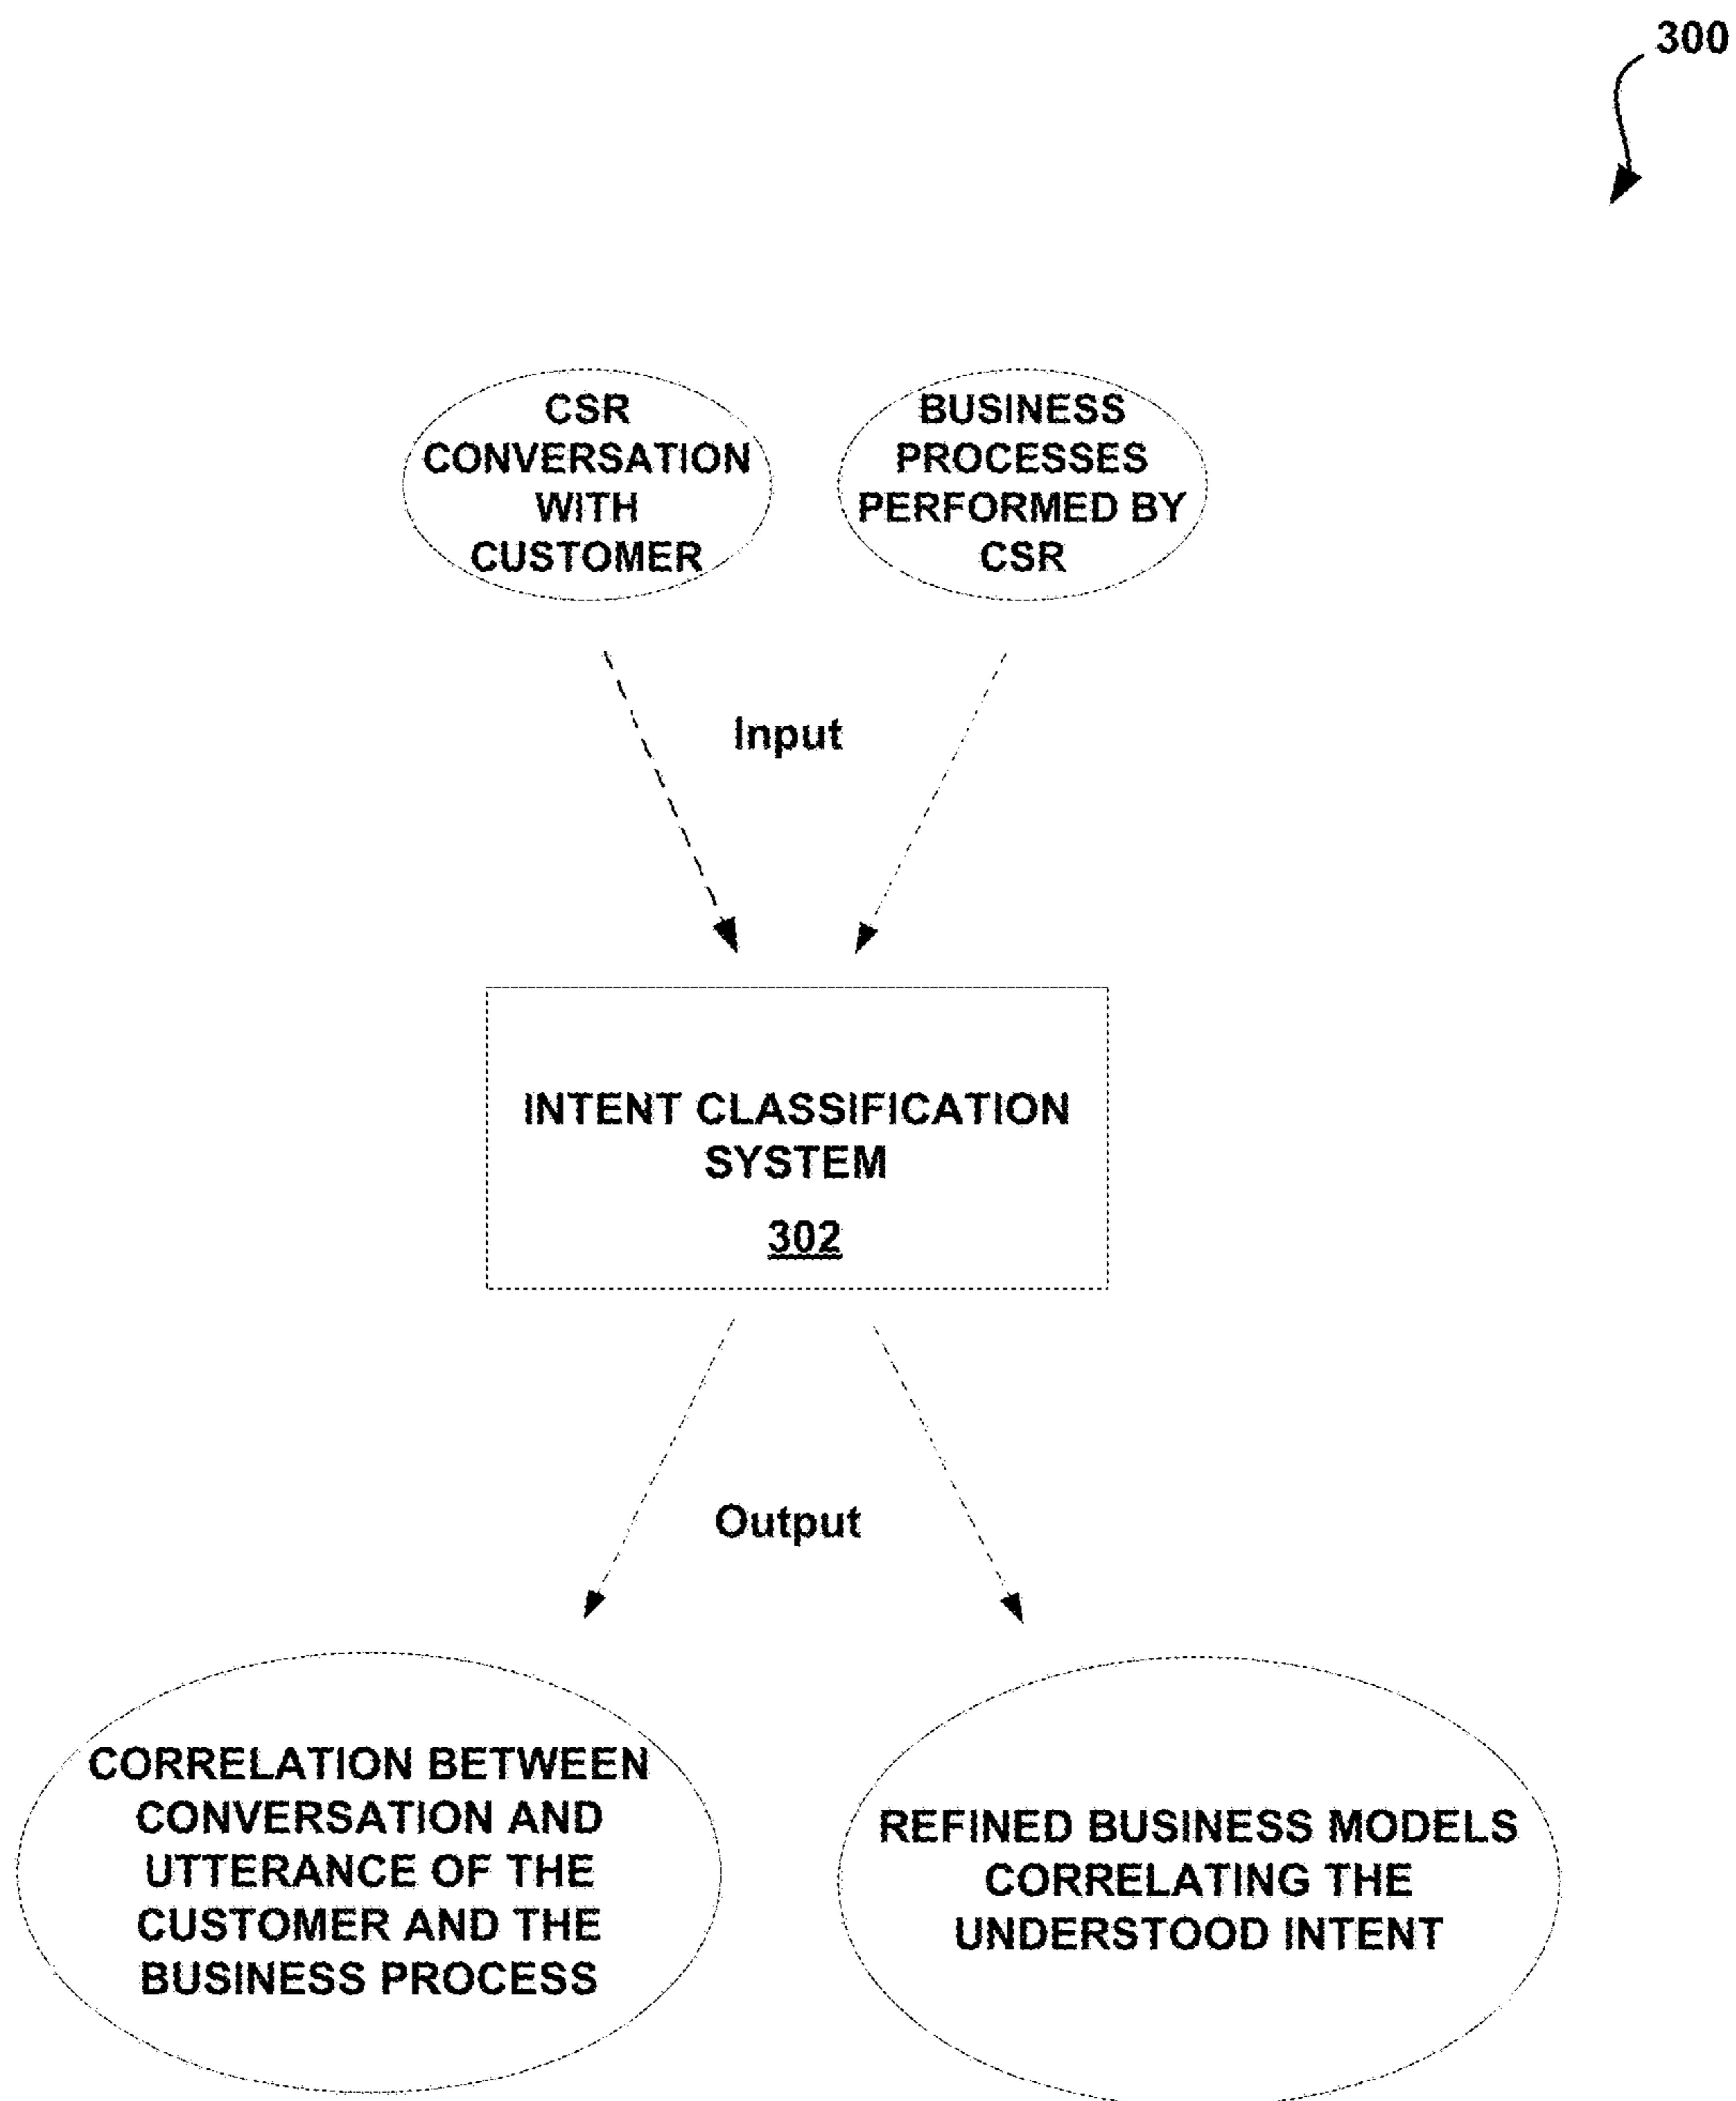 300
CSR
CONVERSATION
WITH
CUSTOMER
BUSINESS
PROCESSES
PERFORMED BY
CSR
Input
INTENT CLASSIFICATION
SYSTEM
302
Output
CORRELATION BETWEEN
CONVERSATION AND
UTTERANCE OF THE
CUSTOMER AND THE
BUSINESS PROCESS
REFINED BUSINESS MODELS
CORRELATING THE
UNDERSTOOD INTENT